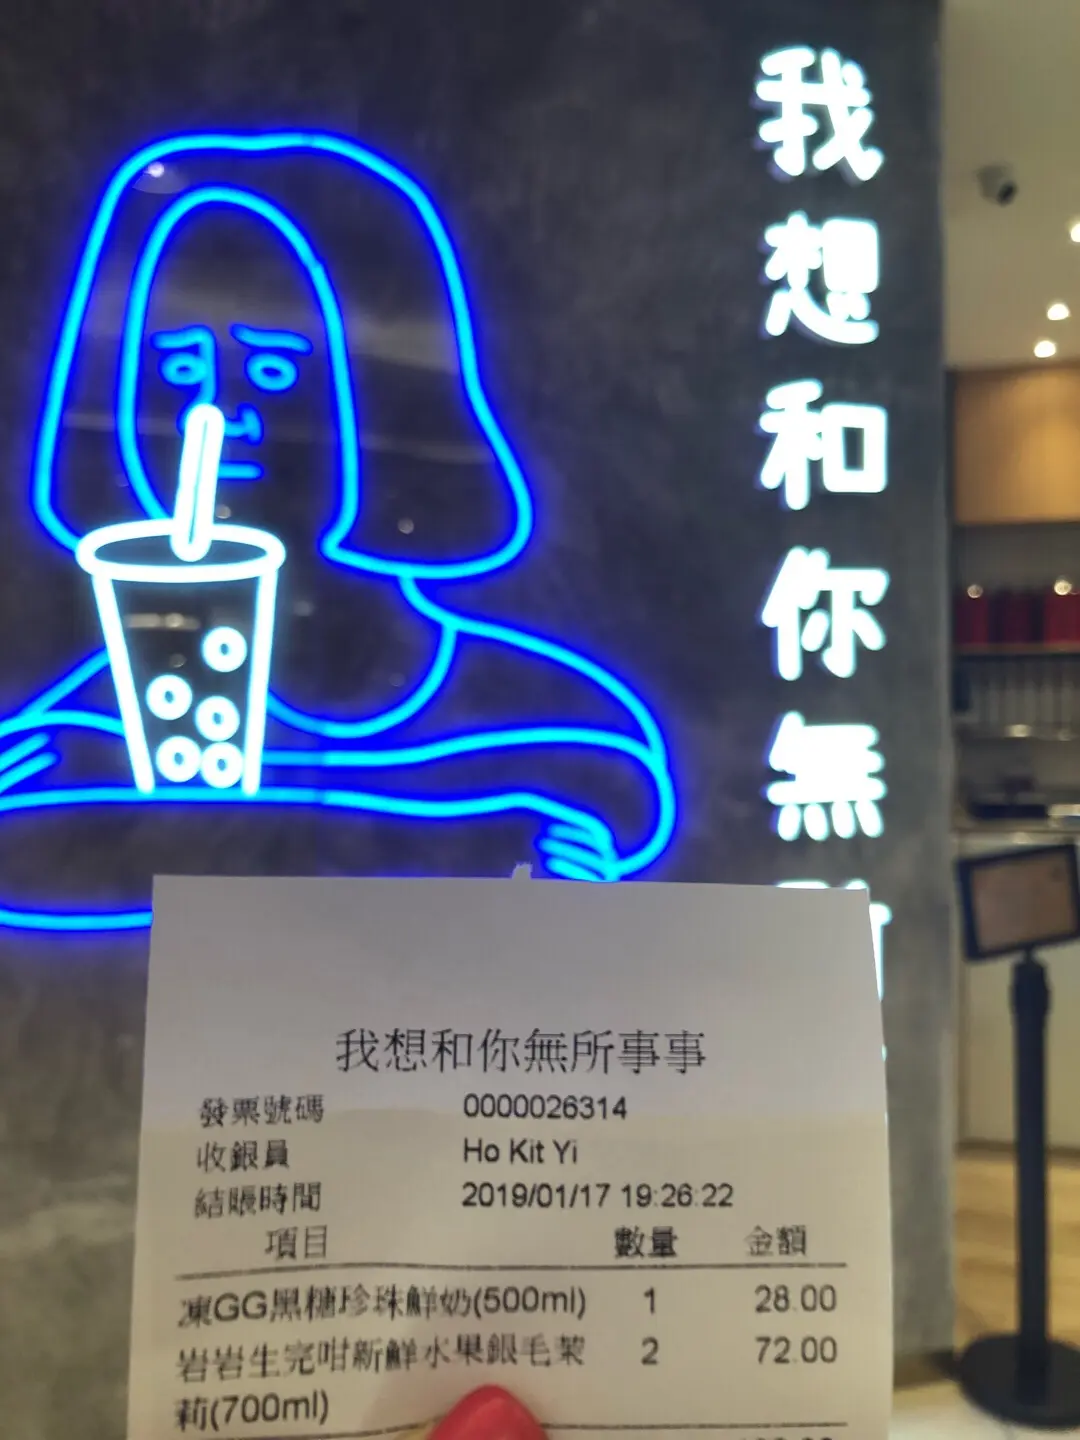 我想和你無
我想和你無所事事
發票號碼 0000026314
收銀員 Ho Kit Yi
結賬時間 2019/01/17 19:26:22
項目 數量 金額
凍GG黑糖珍珠鮮奶(500ml) 1 28.00
岩岩生完咁新鮮水果銀毛茉 2 72.00
莉(700ml)